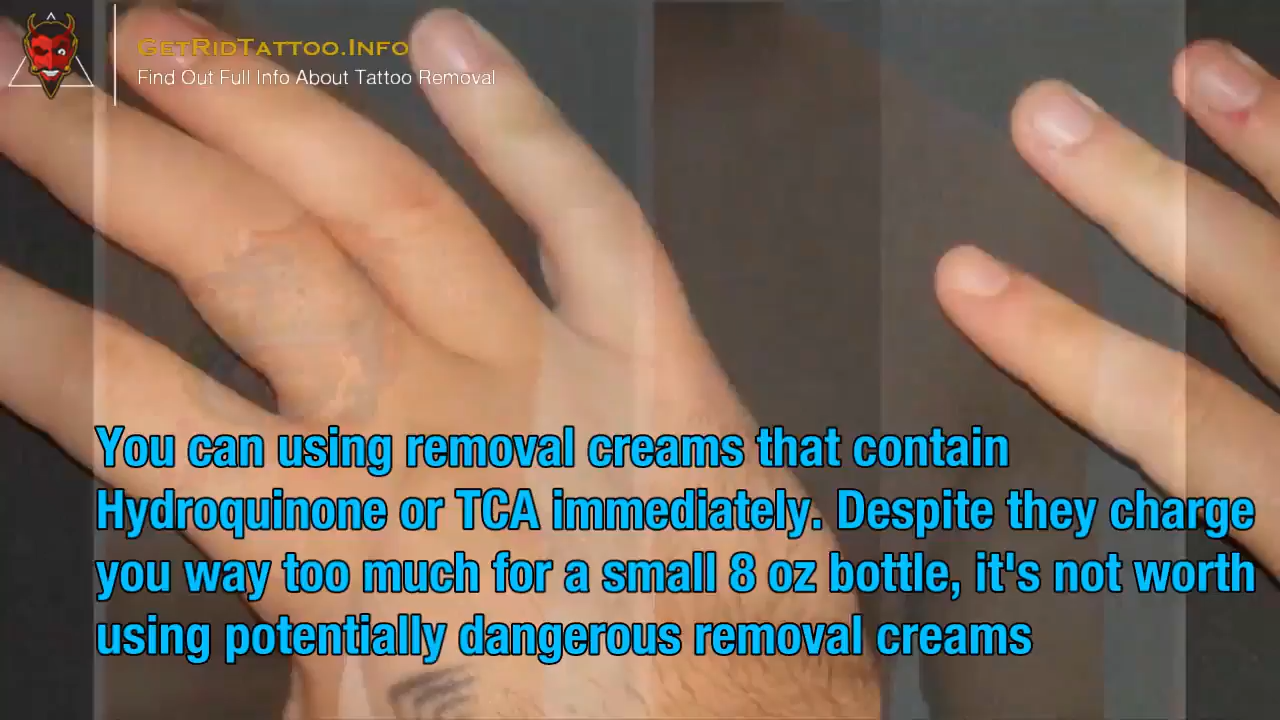 GetRidTattoo.Info
Find Out Full Info About Tattoo Removal
You can using removal creams that contain
Hydroquinone or TCA immediately. Despite they charge
you way too much for a small 8 oz bottle, it's not worth
using potentially dangerous removal creams